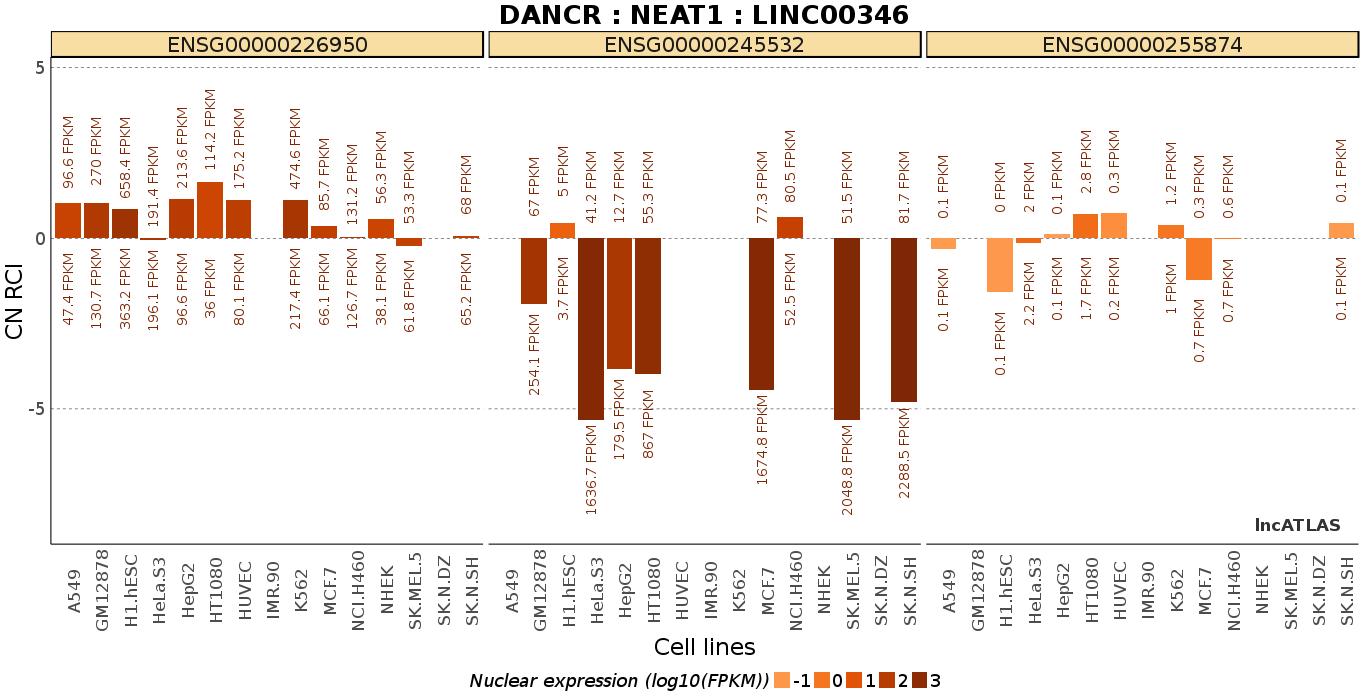 DANCR : NEAT1 : LINC00346
ENSG00000226950
ENSG00000245532
ENSG00000255874
5
0
-5
CN RCI
96.6 FPKM
270 FPKM
658.4 FPKM
191.4 FPKM
213.6 FPKM
114.2 FPKM
175.2 FPKM
474.6 FPKM
85.7 FPKM
131.2 FPKM
56.3 FPKM
53.3 FPKM
68 FPKM
47.4 FPKM
130.7 FPKM
363.2 FPKM
196.1 FPKM
96.6 FPKM
36 FPKM
80.1 FPKM
217.4 FPKM
66.1 FPKM
126.7 FPKM
38.1 FPKM
61.8 FPKM
65.2 FPKM
67 FPKM
5 FPKM
41.2 FPKM
12.7 FPKM
55.3 FPKM
77.3 FPKM
80.5 FPKM
51.5 FPKM
81.7 FPKM
254.1 FPKM
3.7 FPKM
1636.7 FPKM
179.5 FPKM
867 FPKM
1674.8 FPKM
52.5 FPKM
2048.8 FPKM
2288.5 FPKM
0.1 FPKM
0 FPKM
2 FPKM
0.1 FPKM
2.8 FPKM
0.3 FPKM
1.2 FPKM
0.3 FPKM
0.6 FPKM
0.1 FPKM
0.1 FPKM
0.1 FPKM
2.2 FPKM
0.1 FPKM
1.7 FPKM
0.2 FPKM
1 FPKM
0.7 FPKM
0.7 FPKM
0.1 FPKM
lncATLAS
A549
GM12878
H1.hESC
HeLa.S3
HepG2
HT1080
HUVEC
IMR.90
K562
MCF.7
NCI.H460
NHEK
SK.MEL.5
SK.N.DZ
SK.N.SH
A549
GM12878
H1.hESC
HeLa.S3
HepG2
HT1080
HUVEC
IMR.90
K562
MCF.7
NCI.H460
NHEK
SK.MEL.5
SK.N.DZ
SK.N.SH
A549
GM12878
H1.hESC
HeLa.S3
HepG2
HT1080
HUVEC
IMR.90
K562
MCF.7
NCI.H460
NHEK
SK.MEL.5
SK.N.DZ
SK.N.SH
Cell lines
Nuclear expression (log10(FPKM)) -1 0 1 2 3